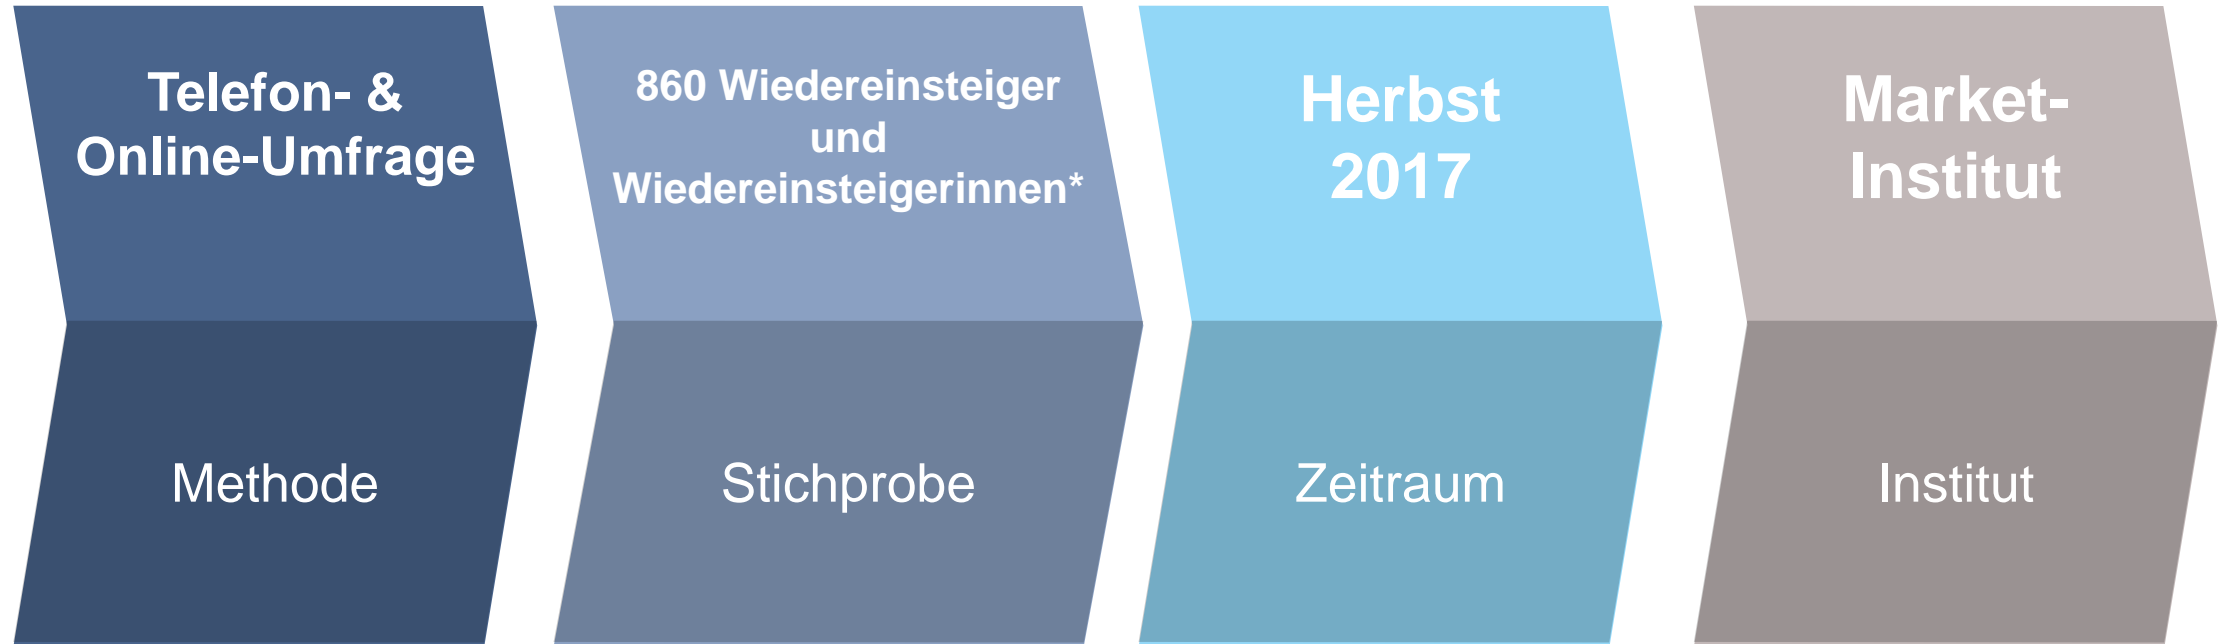 Telefon- &
Online-Umfrage
Methode
860 Wiedereinsteiger
und
Wiedereinsteigerinnen*
Stichprobe
Herbst
2017
Zeitraum
Market-
Institut
Institut